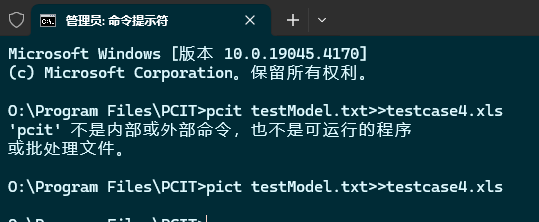 管理员: 命令提示符
Microsoft Windows [版本 10.0.19045.4170]
(c) Microsoft Corporation。保留所有权利。
O:\Program Files\PCIT>pcit testModel.txt>>testcase4.xls
'pcit' 不是内部或外部命令，也不是可运行的程序
或批处理文件。
O:\Program Files\PCIT>pict testModel.txt>>testcase4.xls
O:\Program Files\PCIT>